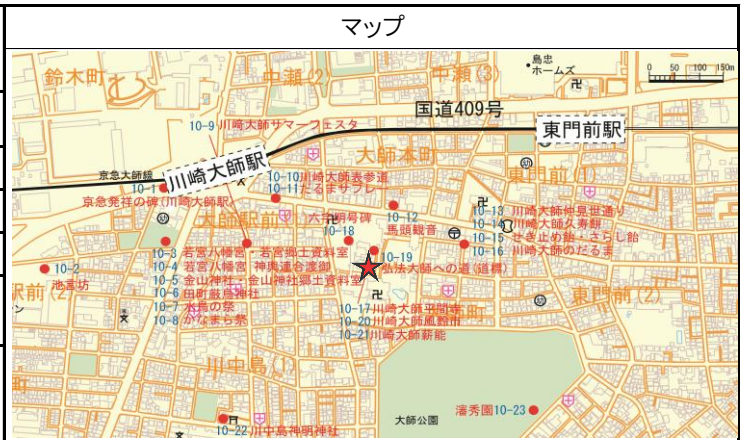 マップ
鈴木町
中瀬(2)
中瀬(3)
島忠
ホームズ
0 50 100 150m
国道409号
東門前駅
10-9 川崎大師サマーフェスタ
川崎大師駅
大師本町
京急大師線
10-1
京急発祥の碑(川崎大師駅)
10-10 川崎大師表参道
10-11 だるまサブレー
東門前(1)
大師駅前(1)
六字名号碑
10-18
10-12
馬頭観音
10-13 川崎大師仲見世通り
10-14 川崎大師久寿餅
10-15 せき止め飴・さらし飴
10-16 川崎大師のだるま
10-2
池宮坊
駅前(2)
10-3 若宮八幡宮・若宮郷土資料室
10-4 若宮八幡宮 神輿連合渡御
10-5 金山神社・金山神社郷土資料室
10-6 田町厳島神社
10-7 水鳥の祭
10-8 かなまら祭
10-19
弘法大師への道(道標)
東門前(2)
10-17 川崎大師平間寺
10-20 川崎大師風鈴市
10-21 川崎大師薪能
川中島(1)
10-22 川中島神明神社
大師公園
瀋秀園 10-23